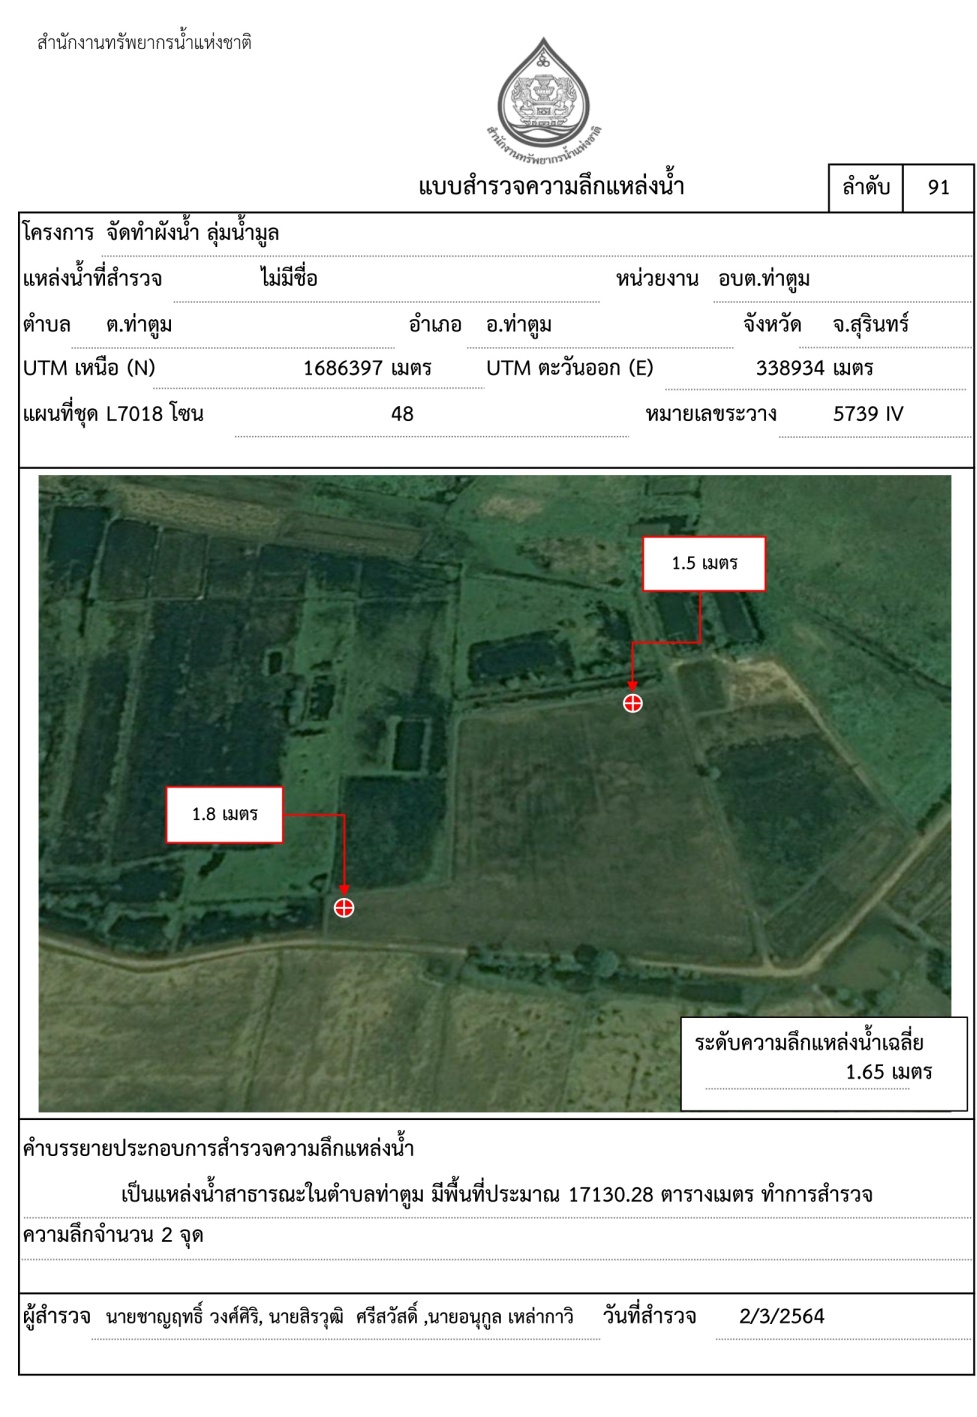 สำนักงานทรัพยากรน้ำแห่งชาติ
สำนักงานทรัพยากรน้ำแห่งชาติ
แบบสำรวจความลึกแหล่งน้ำ
ลำดับ 91
โครงการ จัดทำผังน้ำ ลุ่มน้ำมูล
แหล่งน้ำที่สำรวจ ไม่มีชื่อ หน่วยงาน อบต.ท่าตูม
ตำบล ต.ท่าตูม อำเภอ อ.ท่าตูม จังหวัด จ.สุรินทร์
UTM เหนือ (N) 1686397 เมตร UTM ตะวันออก (E) 338934 เมตร
แผนที่ชุด L7018 โซน 48 หมายเลขระวาง 5739 IV
1.5 เมตร
1.8 เมตร
ระดับความลึกแหล่งน้ำเฉลี่ย
1.65 เมตร
คำบรรยายประกอบการสำรวจความลึกแหล่งน้ำ
เป็นแหล่งน้ำสาธารณะในตำบลท่าตูม มีพื้นที่ประมาณ 17130.28 ตารางเมตร ทำการสำรวจ
ความลึกจำนวน 2 จุด
ผู้สำรวจ นายชาญฤทธิ์ วงศ์ศิริ, นายสิรวุฒิ ศรีสวัสดิ์ ,นายอนุกูล เหล่ากาวิ วันที่สำรวจ 2/3/2564